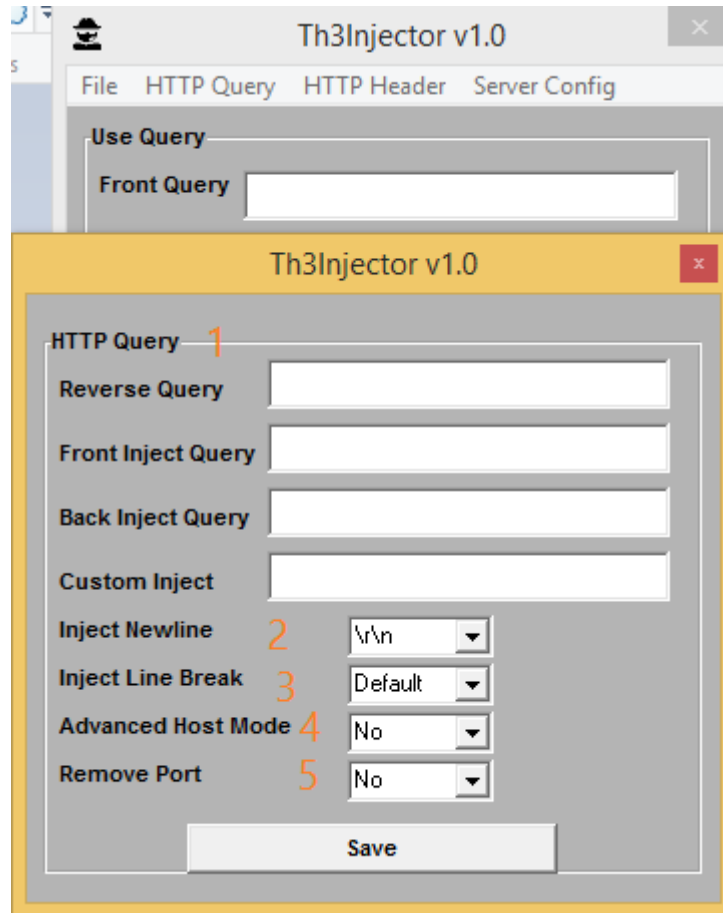 Th3Injector v1.0
File HTTP Query HTTP Header Server Config
Use Query
Front Query
Th3Injector v1.0
HTTP Query 1
Reverse Query
Front Inject Query
Back Inject Query
Custom Inject
Inject Newline 2 \r\n
Inject Line Break 3 Default
Advanced Host Mode 4 No
Remove Port 5 No
Save